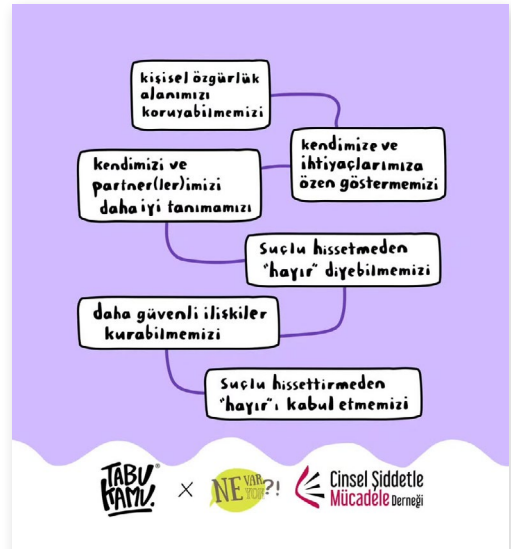 kişisel özgürlük
alanımızı
koruyabilmemizi
kendimize ve
ihtiyaçlarımıza
özen göstermemizi
kendimizi ve
partner(ler)imizi
daha iyi tanımamızı
Suçlu hissetmeden
"hayır" diyebilmemizi
daha güvenli ilişkiler
kurabilmemizi
Suçlu hissettirmeden
"hayır"ı kabul etmemizi
TABU
KAMU.
X
NE VAR
YOK?!
Cinsel Şiddetle
Mücadele Derneği